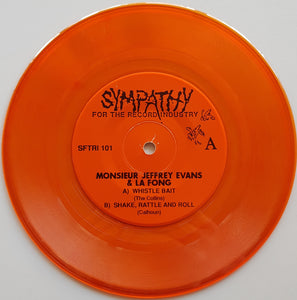 SYMPATHY
FOR THE RECORD INDUSTRY
SFTRI 101
A
MONSIEUR JEFFREY EVANS
& LA FONG
A) WHISTLE BAIT
(The Collins)
B) SHAKE, RATTLE AND ROLL
(Calhoun)